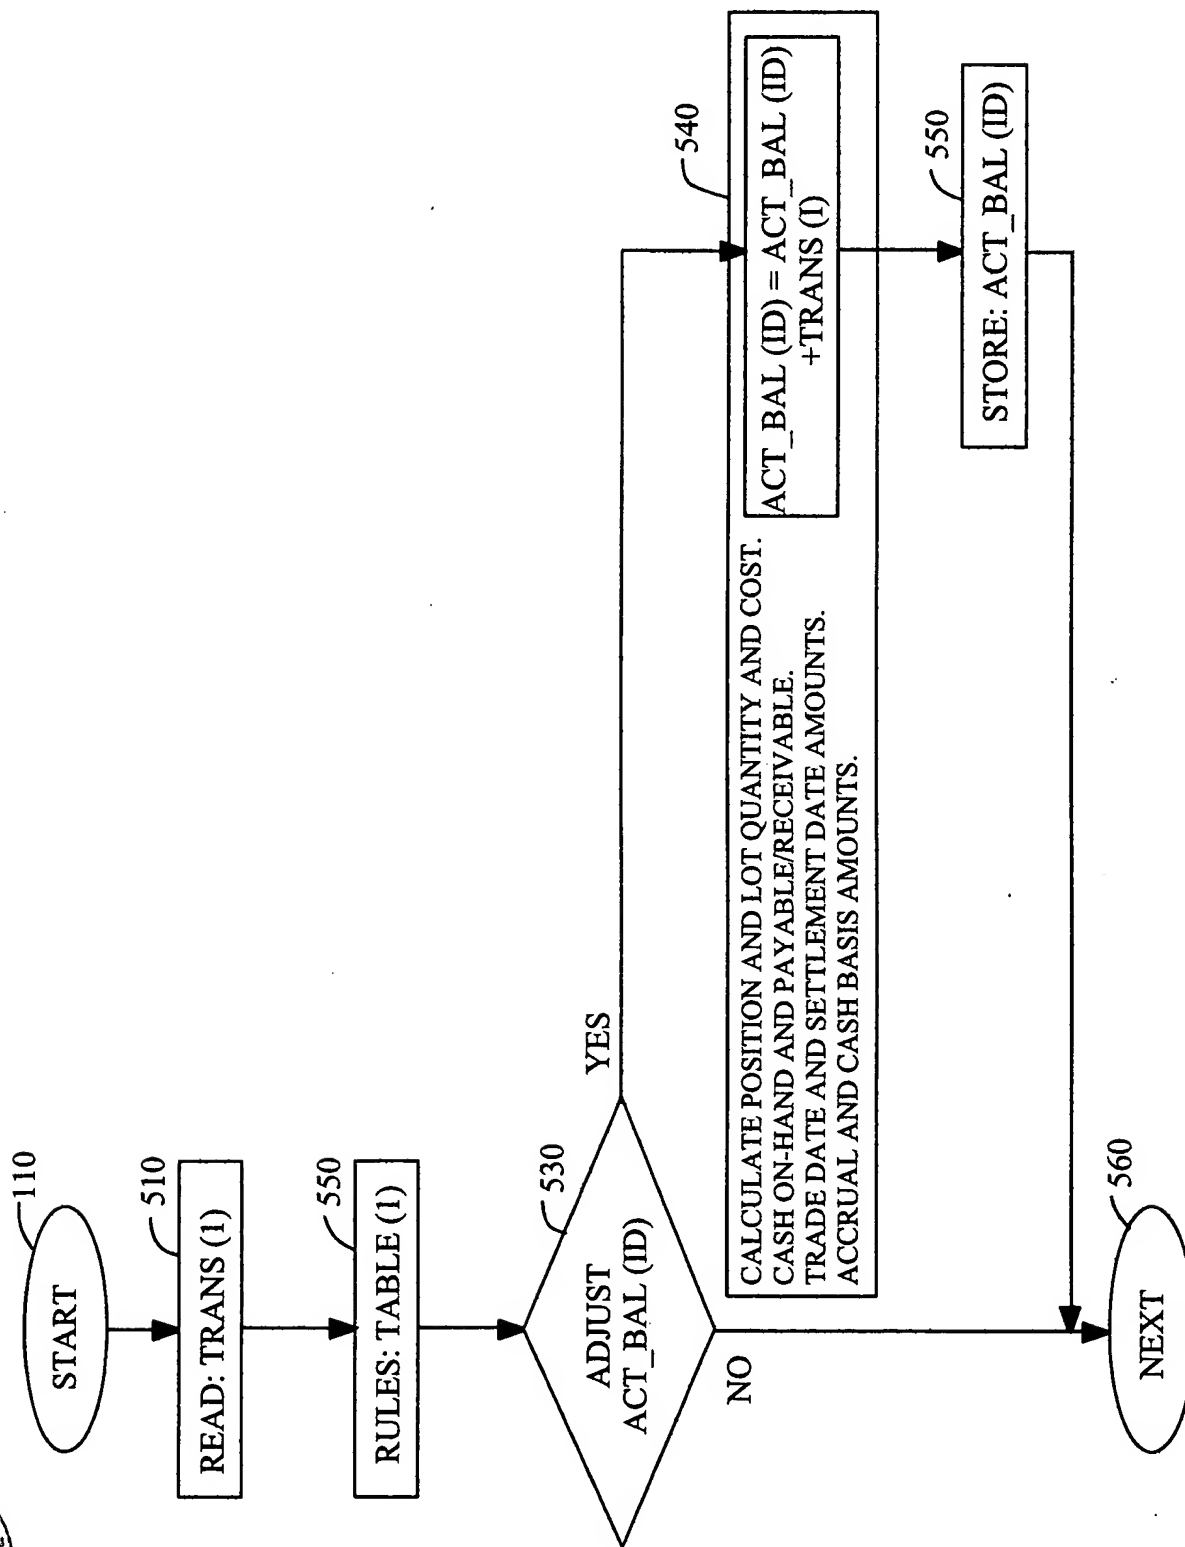 START
110
READ: TRANS (1)
510
RULES: TABLE (1)
550
ADJUST
ACT_BAL (ID)
530
YES
NO
CALCULATE POSITION AND LOT QUANTITY AND COST.
CASH ON-HAND AND PAYABLE/RECEIVABLE.
TRADE DATE AND SETTLEMENT DATE AMOUNTS.
ACCRUAL AND CASH BASIS AMOUNTS.
ACT_BAL (ID) = ACT_BAL (ID)
+TRANS (I)
540
STORE: ACT_BAL (ID)
550
NEXT
560